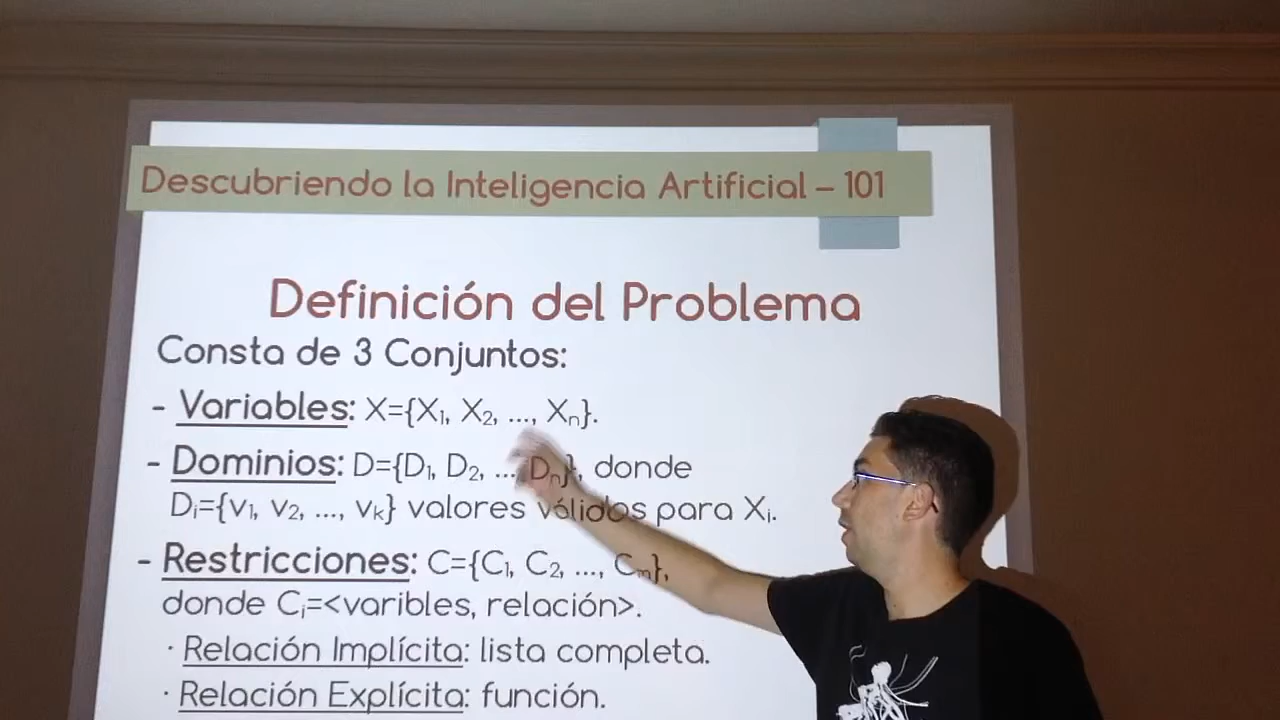 Descubriendo la Inteligencia Artificial – 101
Definición del Problema
Consta de 3 Conjuntos:
- Variables: X={X₁, X₂, ..., Xₙ}.
- Dominios: D={D₁, D₂, ... Dₙ}, donde
Dᵢ={v₁, v₂, ..., vₖ} valores válidos para Xᵢ.
- Restricciones: C={C₁, C₂, ..., Cₘ},
donde Cᵢ=<varibles, relación>.
· Relación Implícita: lista completa.
· Relación Explícita: función.